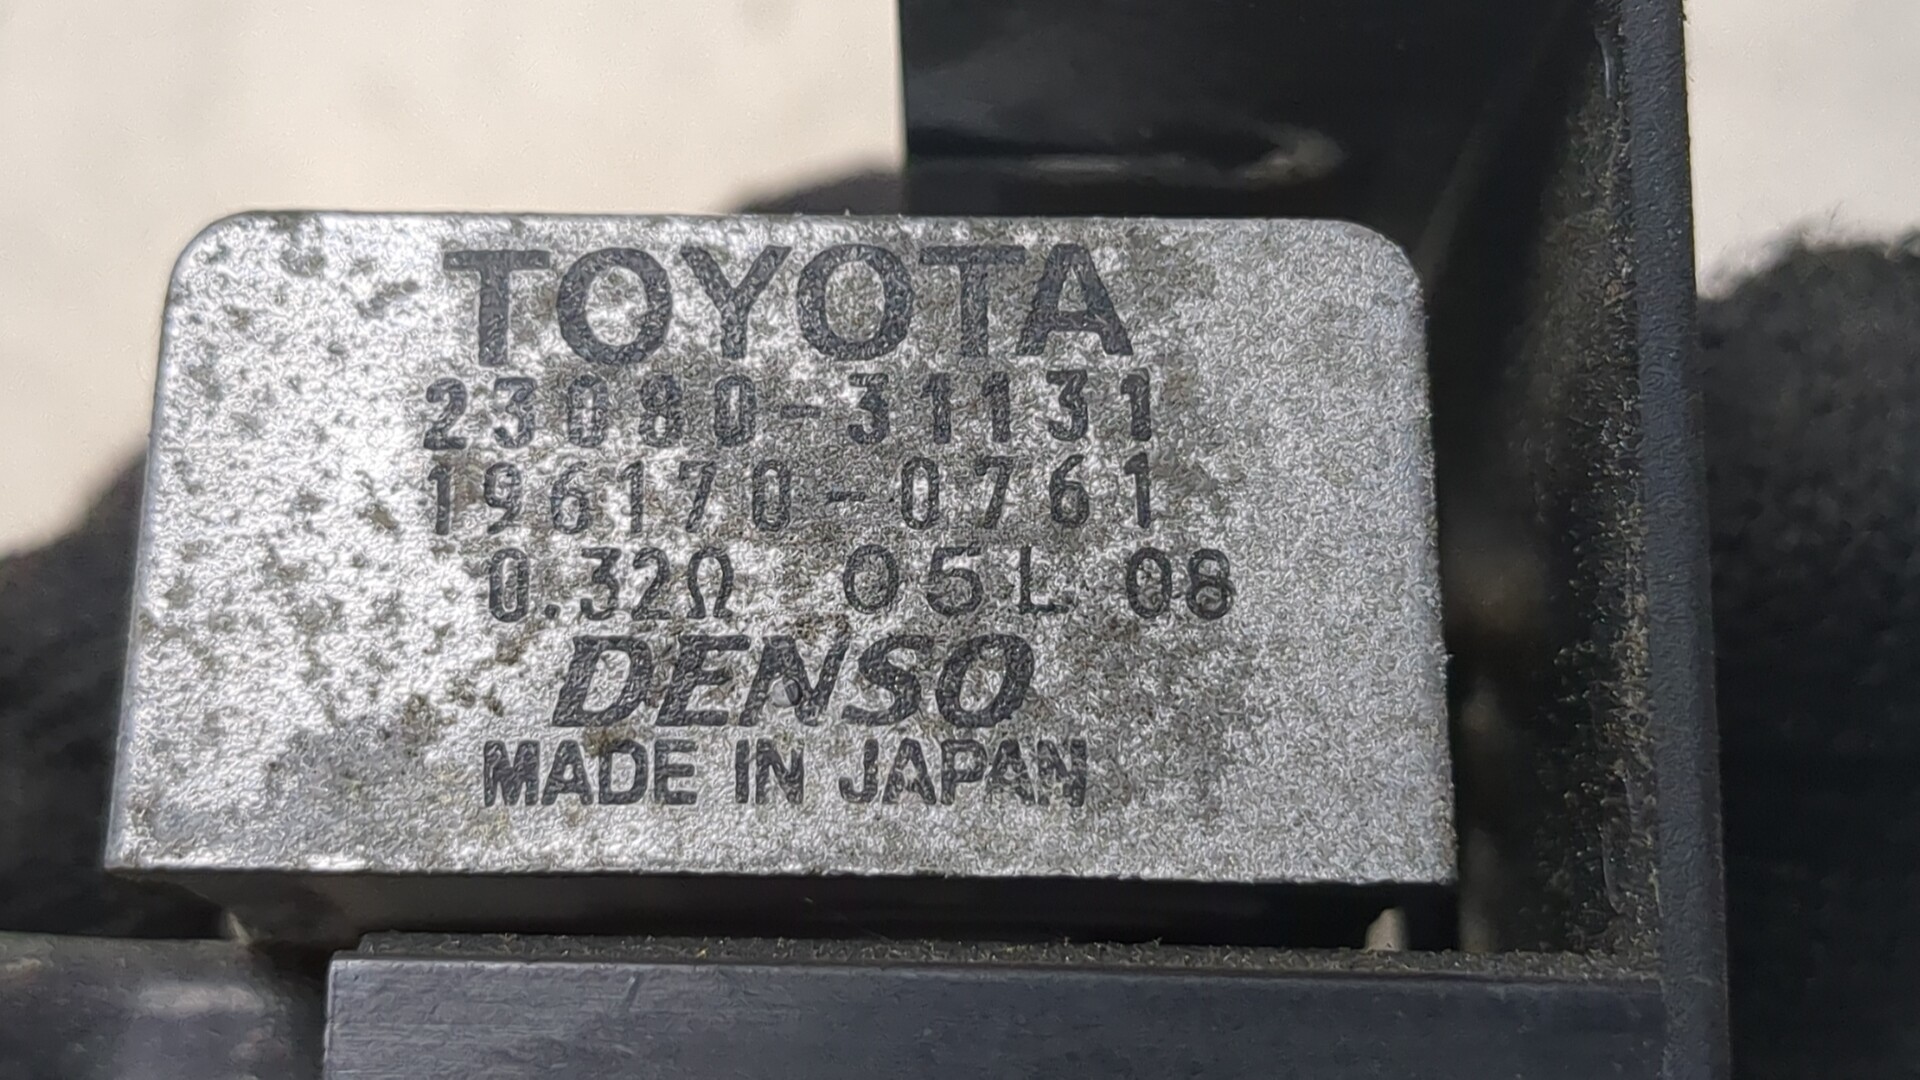 TOYOTA
23080-31131
196170-0761
0.32Ω 05L 08
DENSO
MADE IN JAPAN